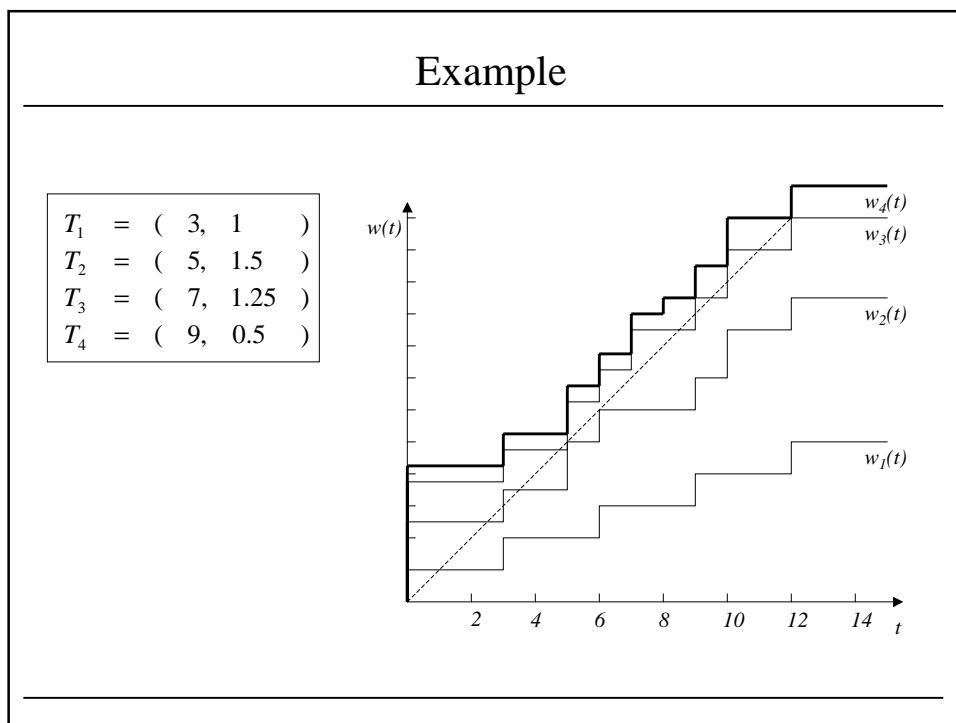 Example
T1 = ( 3, 1 )
T2 = ( 5, 1.5 )
T3 = ( 7, 1.25 )
T4 = ( 9, 0.5 )
w(t)
w4(t)
w3(t)
w2(t)
w1(t)
2 4 6 8 10 12 14
t